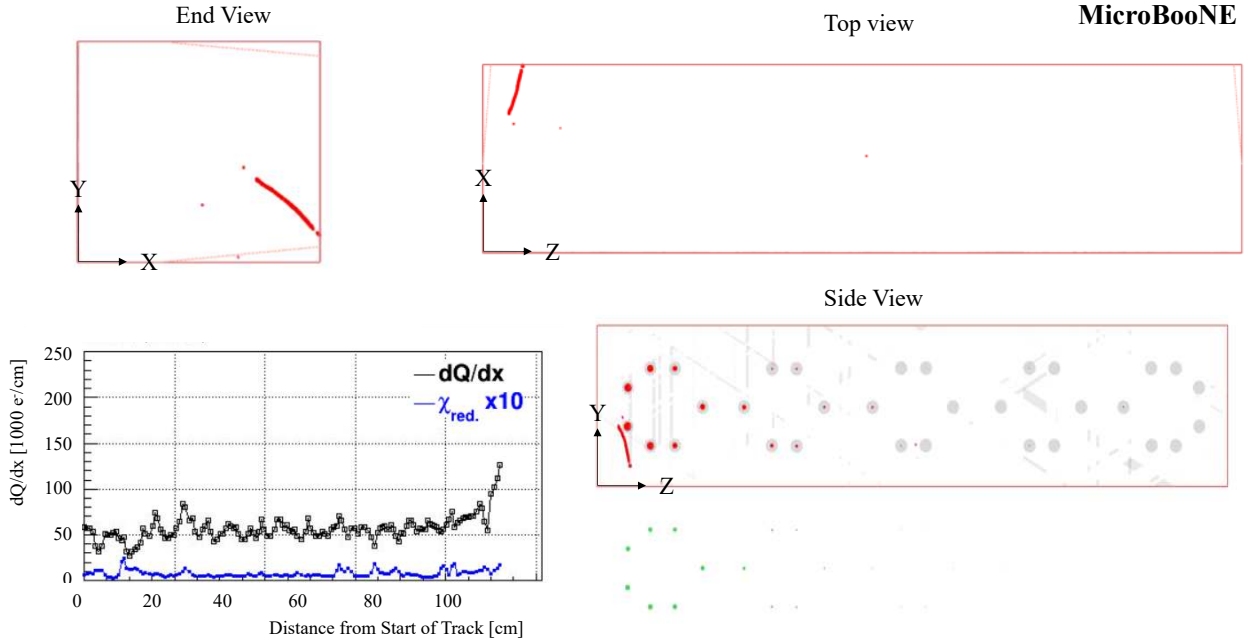 End View
Top view
MicroBooNE
Y
X
X
Z
Side View
Y
Z
dQ/dx [1000 e-/cm]
250
200
150
100
50
0
dQ/dx
χred. x10
0
20
40
60
80
100
Distance from Start of Track [cm]